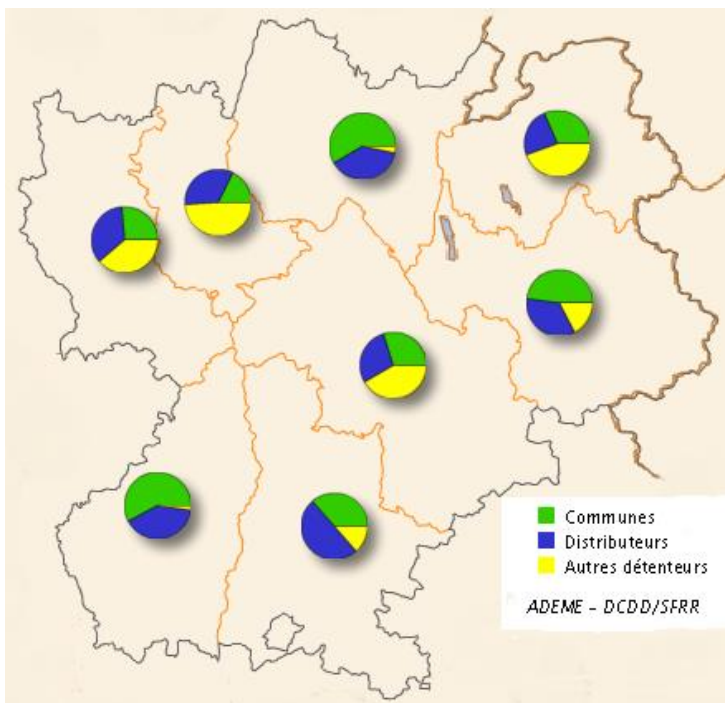 Communes
Distributeurs
Autres détenteurs
ADEME - DCDD/SFRR